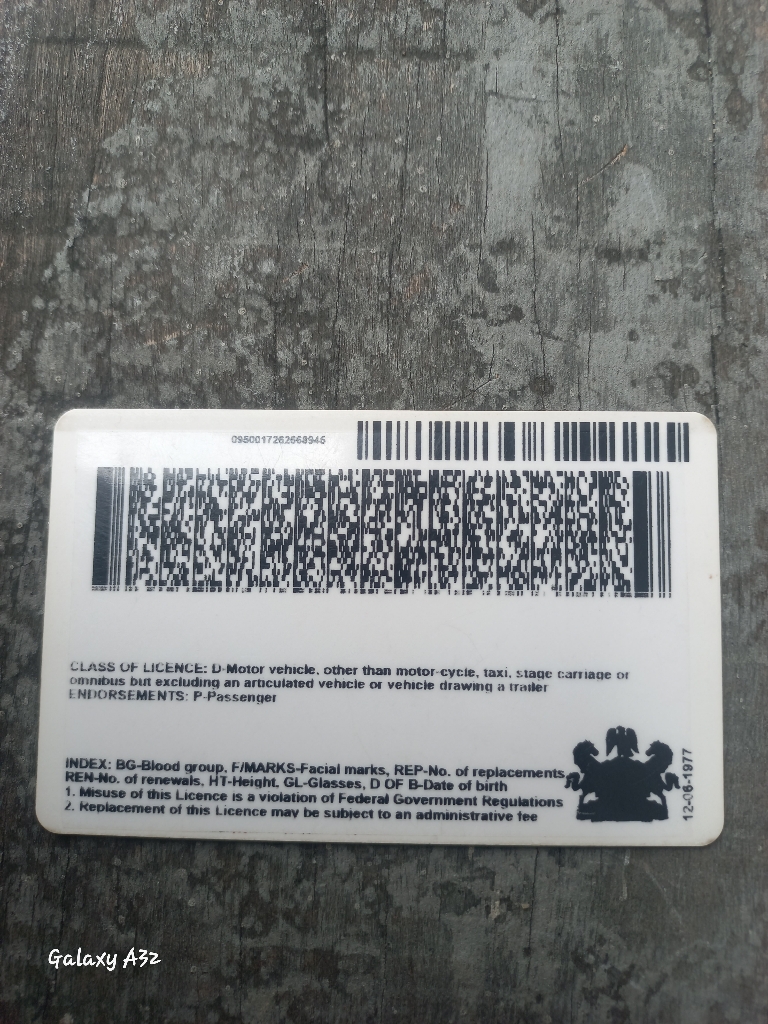 0950017262668945
CLASS OF LICENCE: D-Motor vehicle, other than motor-cycle, taxi, stage carriage or
omnibus but excluding an articulated vehicle or vehicle drawing a trailer
ENDORSEMENTS: P-Passenger
INDEX: BG-Blood group, F/MARKS-Facial marks, REP-No. of replacements,
REN-No. of renewals, HT-Height, GL-Glasses, D OF B-Date of birth
1. Misuse of this Licence is a violation of Federal Government Regulations
2. Replacement of this Licence may be subject to an administrative fee
12-06-1977
Galaxy A32